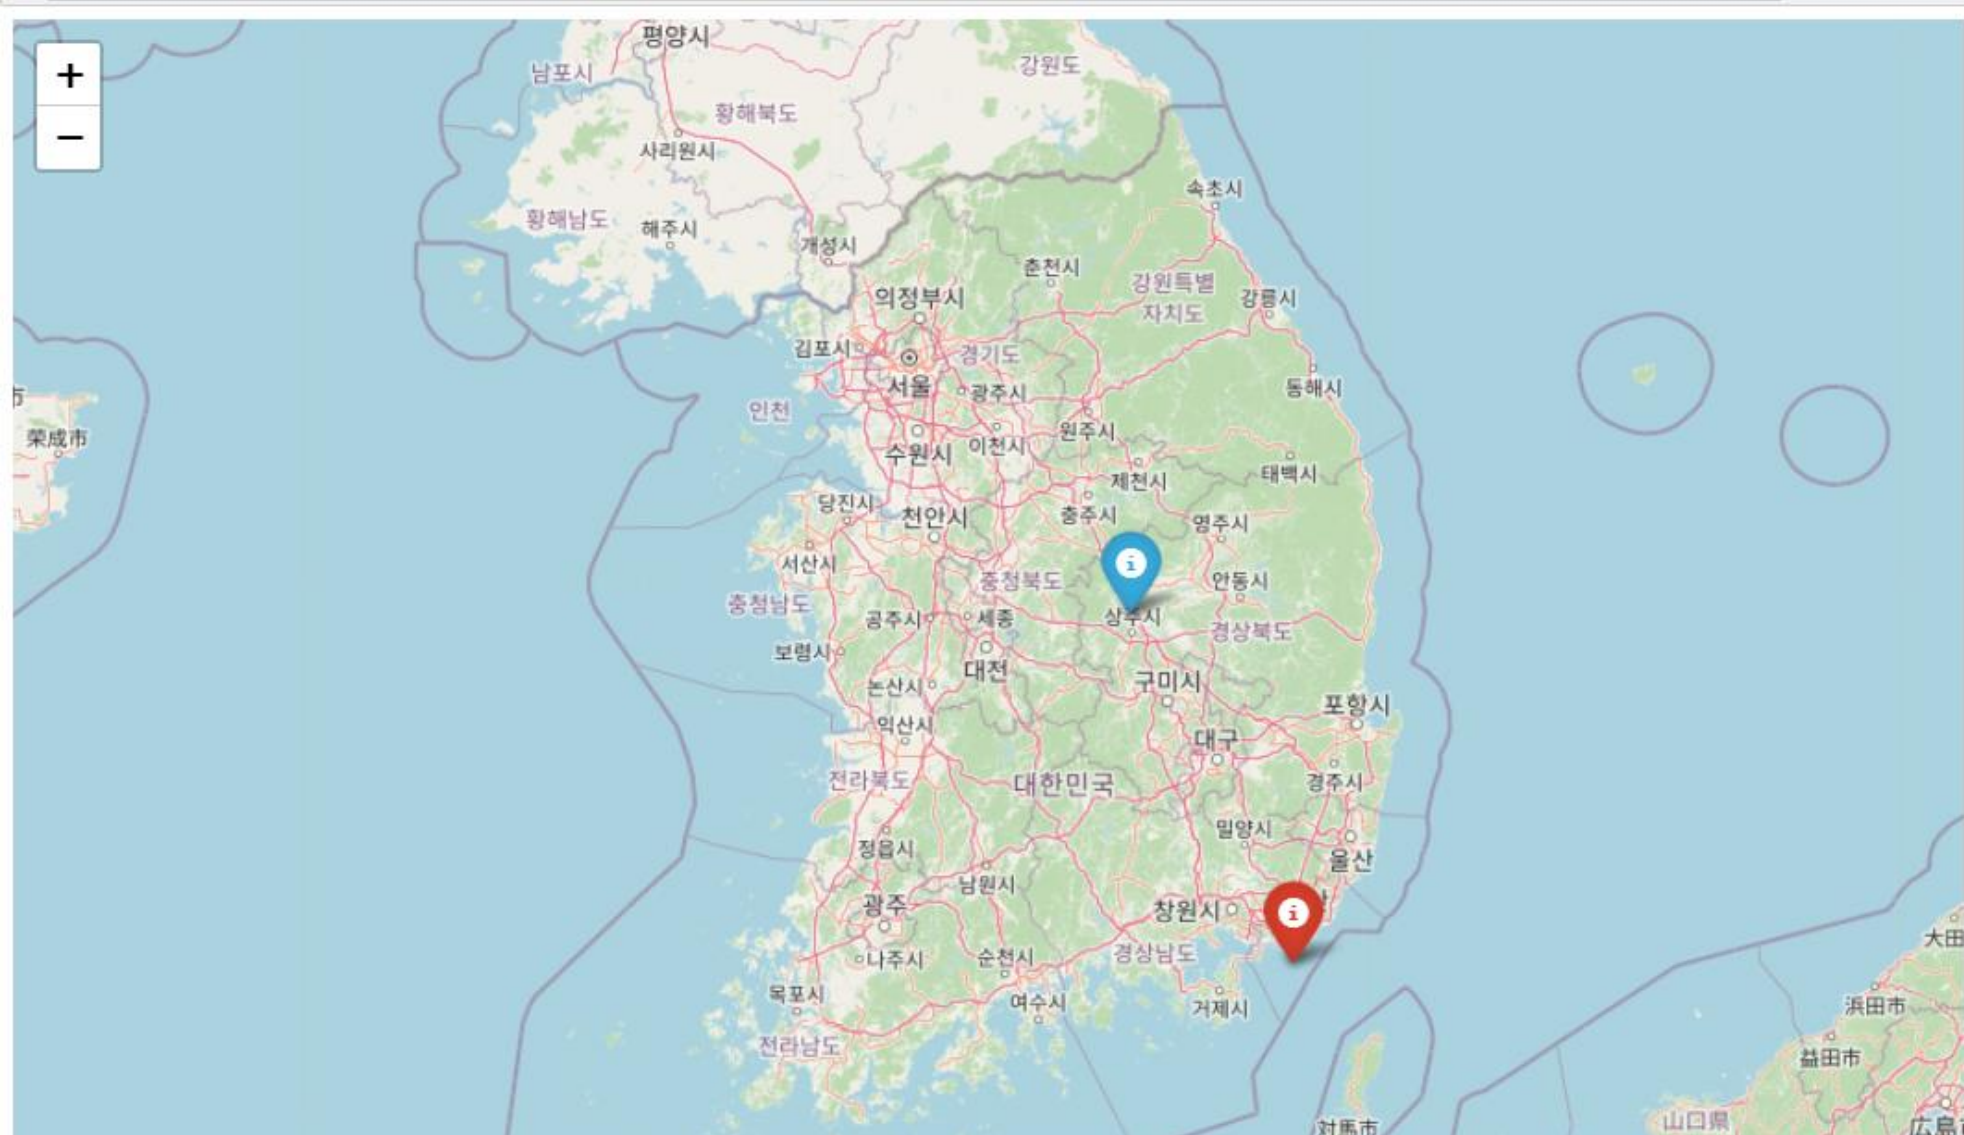 +
−
평양시
남포시
강원도
황해북도
사리원시
속초시
황해남도
해주시
개성시
춘천시
강원특별
자치도
의정부시
강릉시
김포시
경기도
서울
광주시
동해시
市
인천
荣成市
원주시
이천시
수원시
태백시
제천시
당진시
천안시
충주시
영주시
서산시
i
중청북도
안동시
충청남도
공주시
세종
상주시
경상북도
보령시
대전
논산시
구미시
포항시
익산시
대구
전라북도
대한민국
경주시
밀양시
정읍시
울산
남원시
광주
창원시
i
산
大田
나주시
순천시
경상남도
목포시
여수시
거제시
浜田市
전라남도
益田市
山口県
対馬市
広島